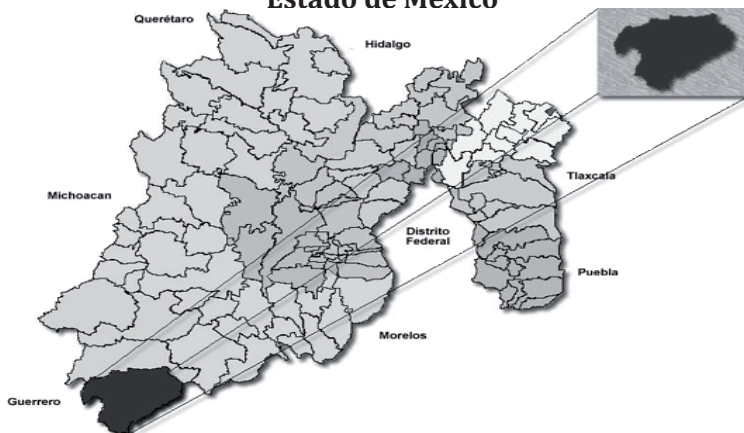 Estado de México
Querétaro
Hidalgo
Michoacan
Tlaxcala
Distrito
Federal
Puebla
Morelos
Guerrero